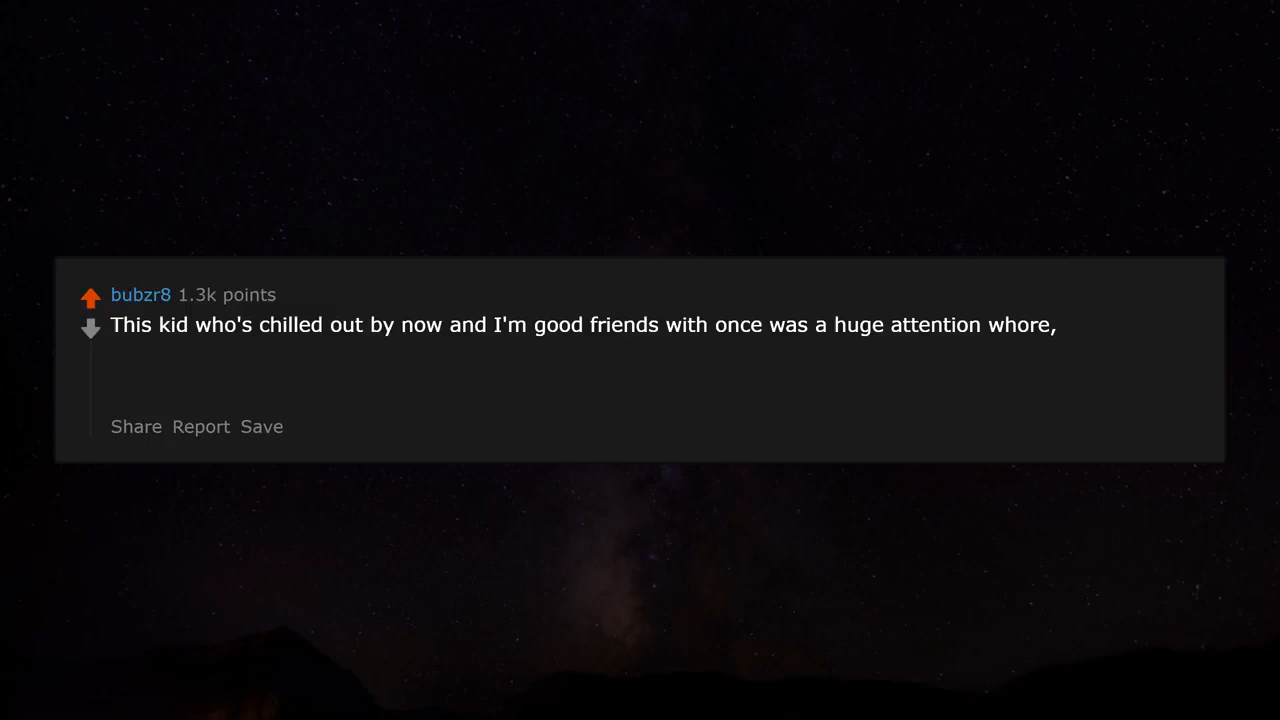 bubzr8 1.3k points
This kid who's chilled out by now and I'm good friends with once was a huge attention whore,
Share Report Save